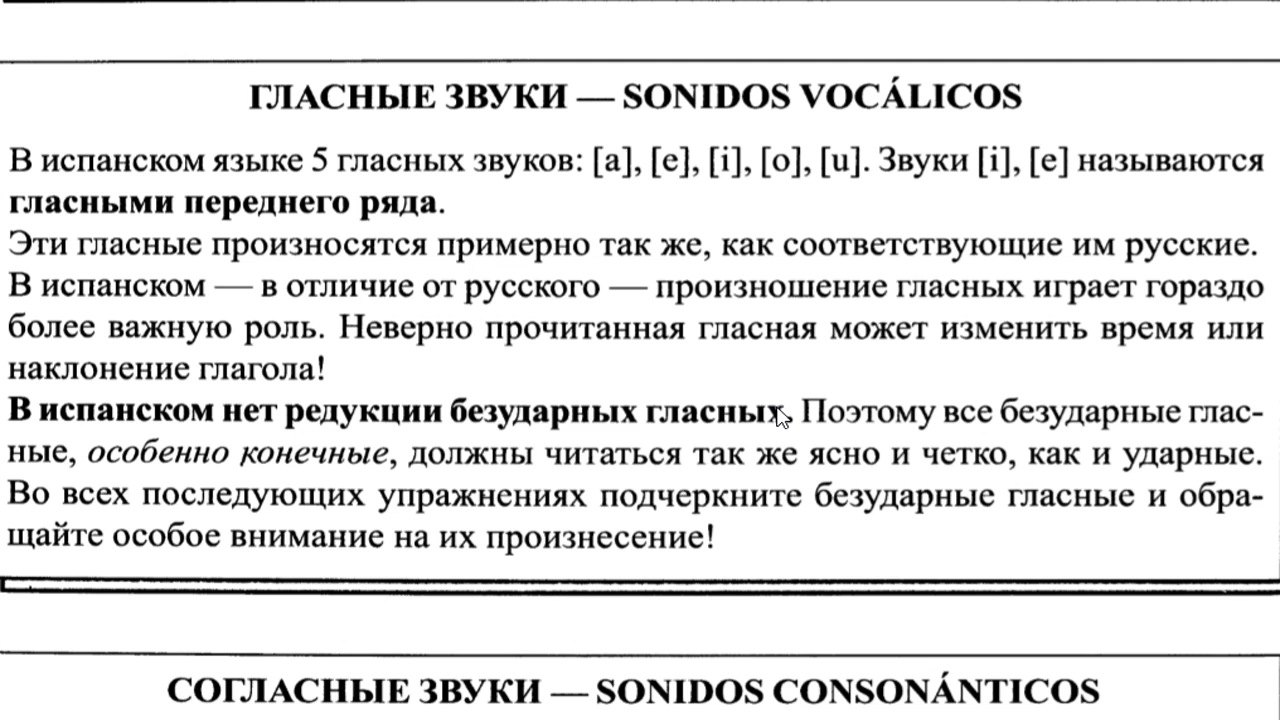 ГЛАСНЫЕ ЗВУКИ — SONIDOS VOCÁLICOS
В испанском языке 5 гласных звуков: [a], [e], [i], [o], [u]. Звуки [i], [e] называются
гласными переднего ряда.
Эти гласные произносятся примерно так же, как соответствующие им русские.
В испанском — в отличие от русского — произношение гласных играет гораздо
более важную роль. Неверно прочитанная гласная может изменить время или
наклонение глагола!
В испанском нет редукции безударных гласных. Поэтому все безударные глас-
ные, особенно конечные, должны читаться так же ясно и четко, как и ударные.
Во всех последующих упражнениях подчеркните безударные гласные и обра-
щайте особое внимание на их произнесение!
СОГЛАСНЫЕ ЗВУКИ — SONIDOS CONSONÁNTICOS